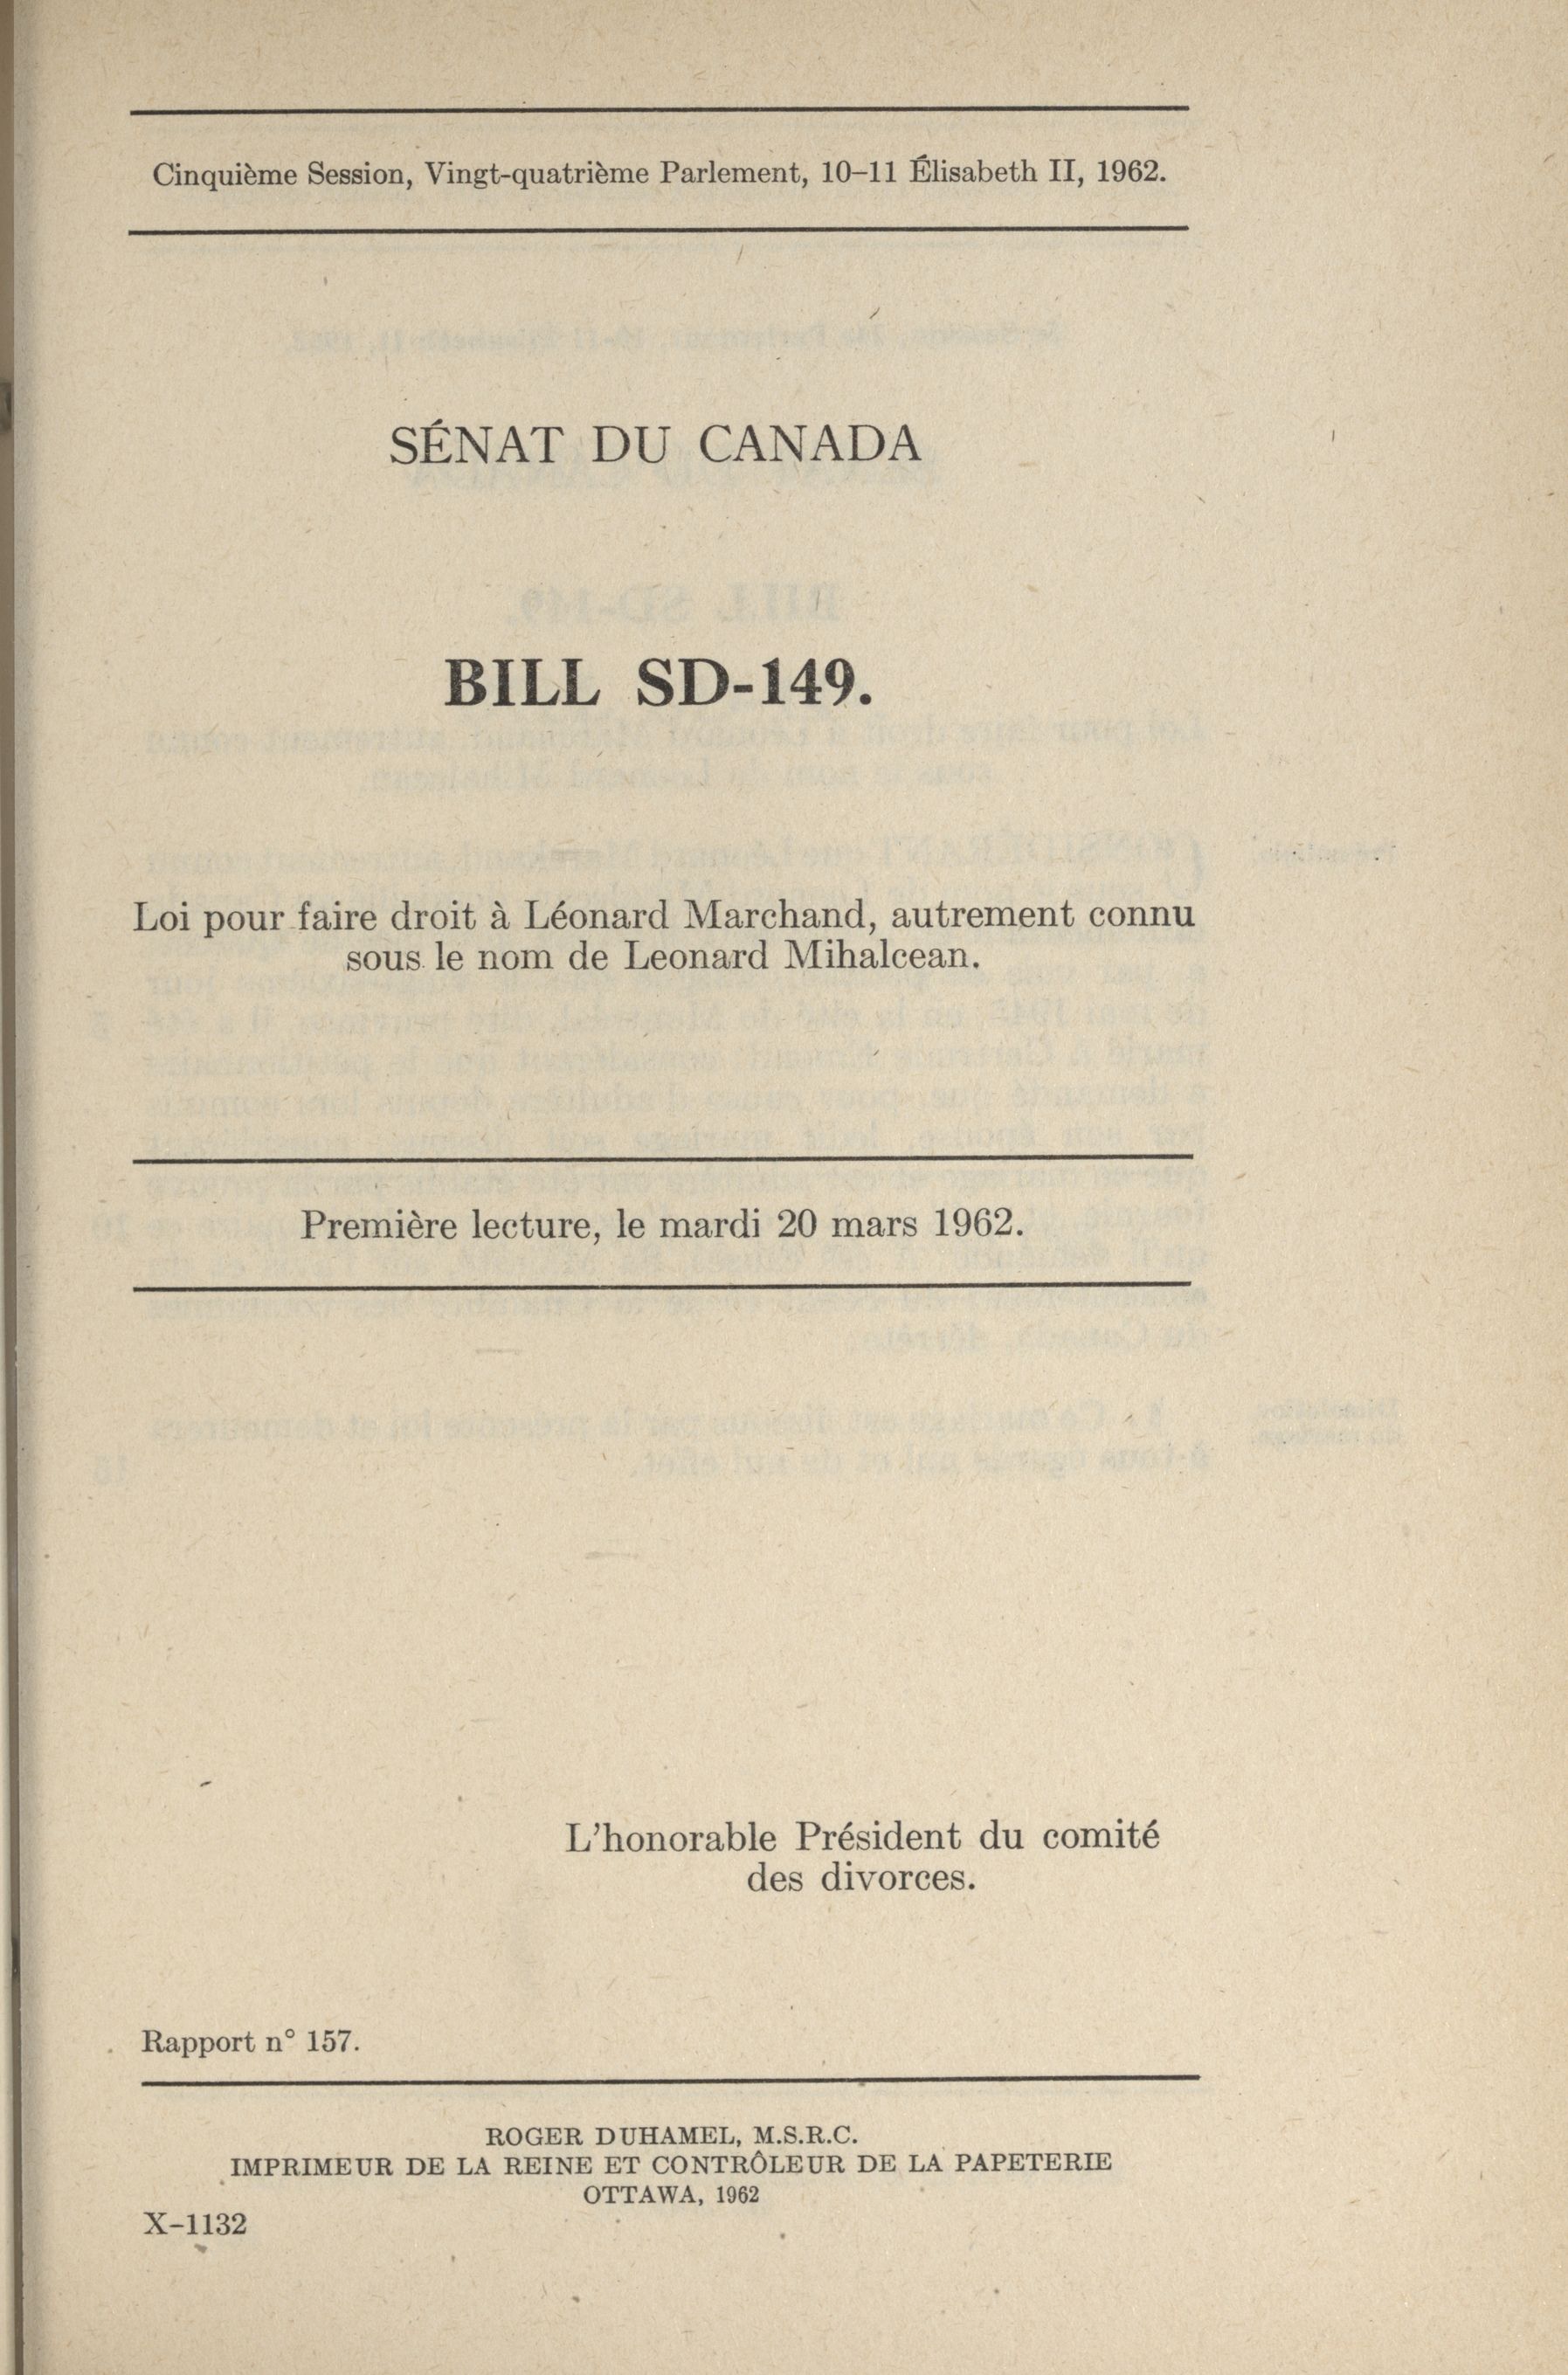 Cinquième Session, Vingt-quatrième Parlement, 10–11 Élisabeth II, 1962.
SÉNAT DU CANADA
BILL SD-149.
Loi pour faire droit à Léonard Marchand, autrement connu
sous le nom de Leonard Mihalcean.
Première lecture, le mardi 20 mars 1962.
L'honorable Président du comité
des divorces.
Rapport n° 157.
ROGER DUHAMEL, M.S.R.C.
IMPRIMEUR DE LA REINE ET CONTRÔLEUR DE LA PAPETERIE
OTTAWA, 1962
X–1132